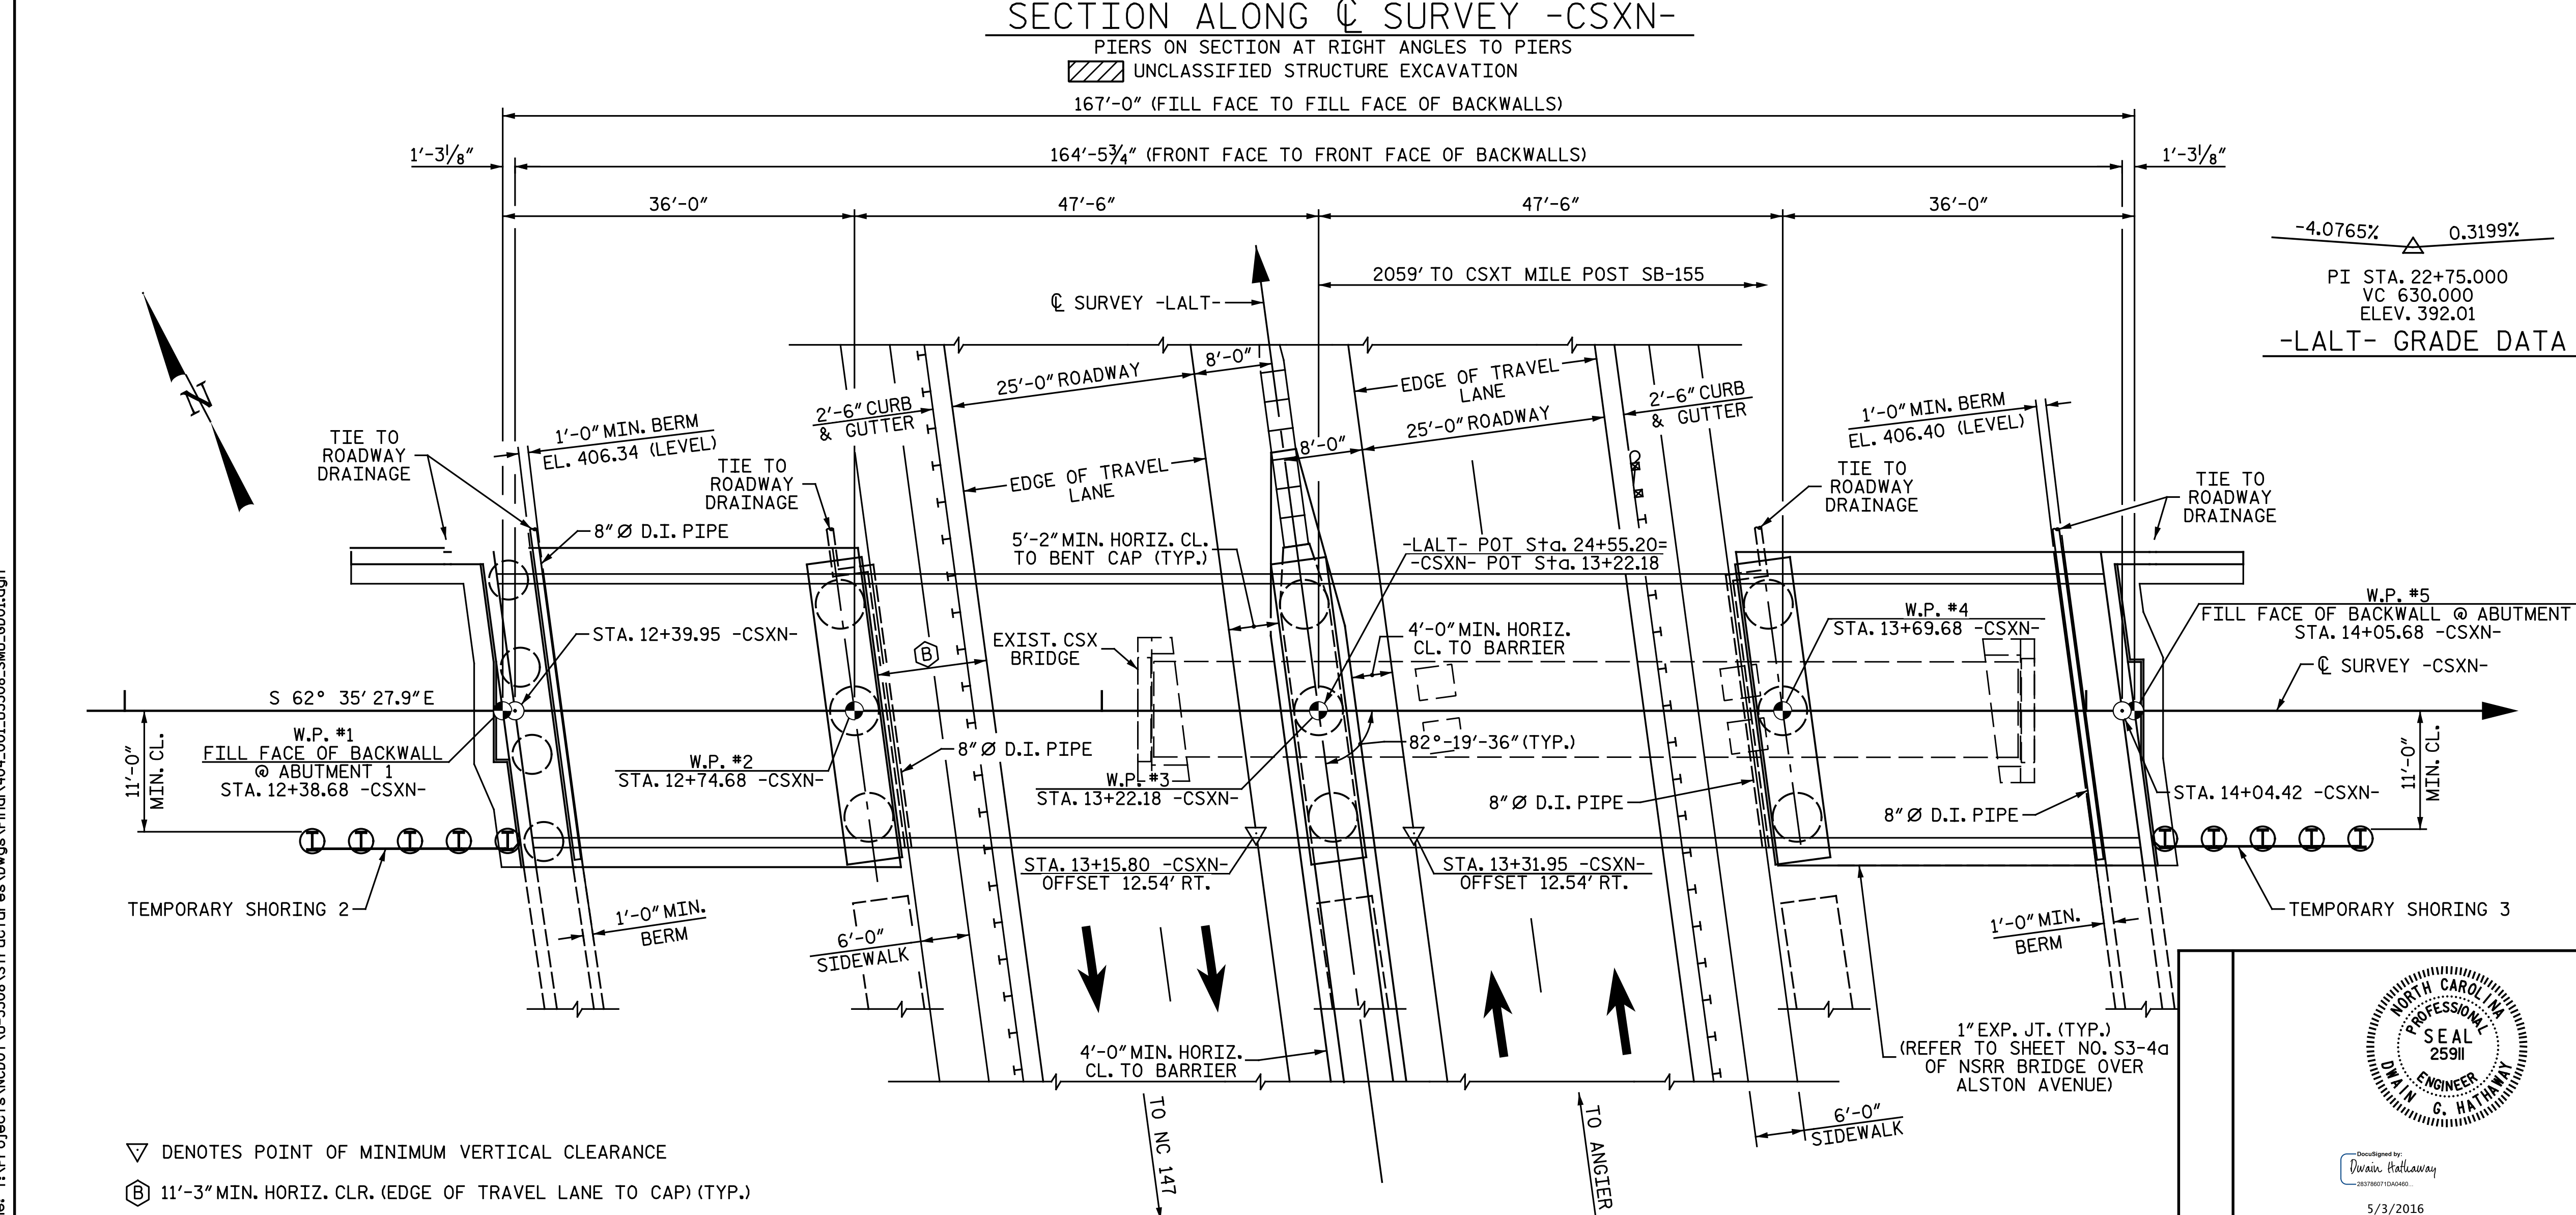 SECTION ALONG ℄ SURVEY -CSXN-
PIERS ON SECTION AT RIGHT ANGLES TO PIERS
UNCLASSIFIED STRUCTURE EXCAVATION
167'-0" (FILL FACE TO FILL FACE OF BACKWALLS)
1'-3⅛"
164'-5¾" (FRONT FACE TO FRONT FACE OF BACKWALLS)
1'-3⅛"
36'-0"
47'-6"
47'-6"
36'-0"
-4.0765%
0.3199%
PI STA. 22+75.000
VC 630.000
ELEV. 392.01
-LALT- GRADE DATA
2059' TO CSXT MILE POST SB-155
℄ SURVEY -LALT-
N
TIE TO
ROADWAY
DRAINAGE
1'-0" MIN. BERM
EL. 406.34 (LEVEL)
8" Ø D.I. PIPE
TIE TO
ROADWAY
DRAINAGE
2'-6" CURB
& GUTTER
25'-0" ROADWAY
8'-0"
EDGE OF TRAVEL
LANE
EDGE OF TRAVEL
LANE
8'-0"
25'-0" ROADWAY
2'-6" CURB
& GUTTER
1'-0" MIN. BERM
EL. 406.40 (LEVEL)
TIE TO
ROADWAY
DRAINAGE
TIE TO
ROADWAY
DRAINAGE
5'-2" MIN. HORIZ. CL.
TO BENT CAP (TYP.)
-LALT- POT Sta. 24+55.20=
-CSXN- POT Sta. 13+22.18
STA. 12+39.95 -CSXN-
B
EXIST. CSX
BRIDGE
4'-0" MIN. HORIZ.
CL. TO BARRIER
W.P. #4
STA. 13+69.68 -CSXN-
W.P. #5
FILL FACE OF BACKWALL @ ABUTMENT
STA. 14+05.68 -CSXN-
℄ SURVEY -CSXN-
S 62° 35' 27.9" E
11'-0"
MIN. CL.
W.P. #1
FILL FACE OF BACKWALL
@ ABUTMENT 1
STA. 12+38.68 -CSXN-
W.P. #2
STA. 12+74.68 -CSXN-
8" Ø D.I. PIPE
W.P. #3
STA. 13+22.18 -CSXN-
82°-19'-36" (TYP.)
8" Ø D.I. PIPE
8" Ø D.I. PIPE
STA. 14+04.42 -CSXN-
11'-0"
MIN. CL.
STA. 13+15.80 -CSXN-
OFFSET 12.54' RT.
STA. 13+31.95 -CSXN-
OFFSET 12.54' RT.
TEMPORARY SHORING 2
1'-0" MIN.
BERM
6'-0"
SIDEWALK
1'-0" MIN.
BERM
TEMPORARY SHORING 3
4'-0" MIN. HORIZ.
CL. TO BARRIER
1" EXP. JT. (TYP.)
(REFER TO SHEET NO. S3-4a
OF NSRR BRIDGE OVER
ALSTON AVENUE)
TO NC 147
TO ANGIER
6'-0"
SIDEWALK
DENOTES POINT OF MINIMUM VERTICAL CLEARANCE
B 11'-3" MIN. HORIZ. CLR. (EDGE OF TRAVEL LANE TO CAP) (TYP.)
NORTH CAROLINA
PROFESSIONAL
SEAL
25911
ENGINEER
DWAIN G. HATHAWAY
DocuSigned by:
Dwain Hathaway
283786071DA0460...
5/3/2016